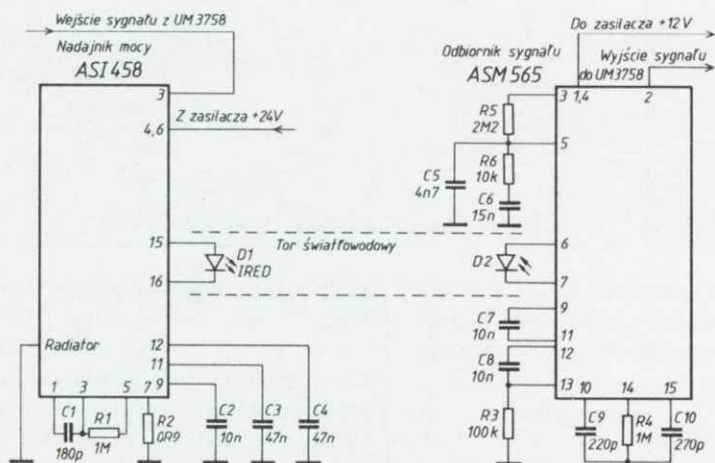 Wejście sygnału z UM 3758
Nadajnik mocy
ASI 458
3
4,6
Z zasilacza +24V
15
16
D1
IRED
Tor światłowodowy
Radiator
12
11
9
1
3
5
7
C1
180p
R1
1M
R2
0R9
C2
10n
C3
47n
C4
47n
Do zasilacza +12V
Odbiornik sygnału
ASM 565
Wyjście sygnału
do UM3758
3
1,4
2
R5
2M2
5
R6
10k
C5
4n7
C6
15n
6
D2
7
9
C7
10n
11
12
C8
10n
13
R3
100k
10
14
15
C9
220p
R4
1M
C10
270p